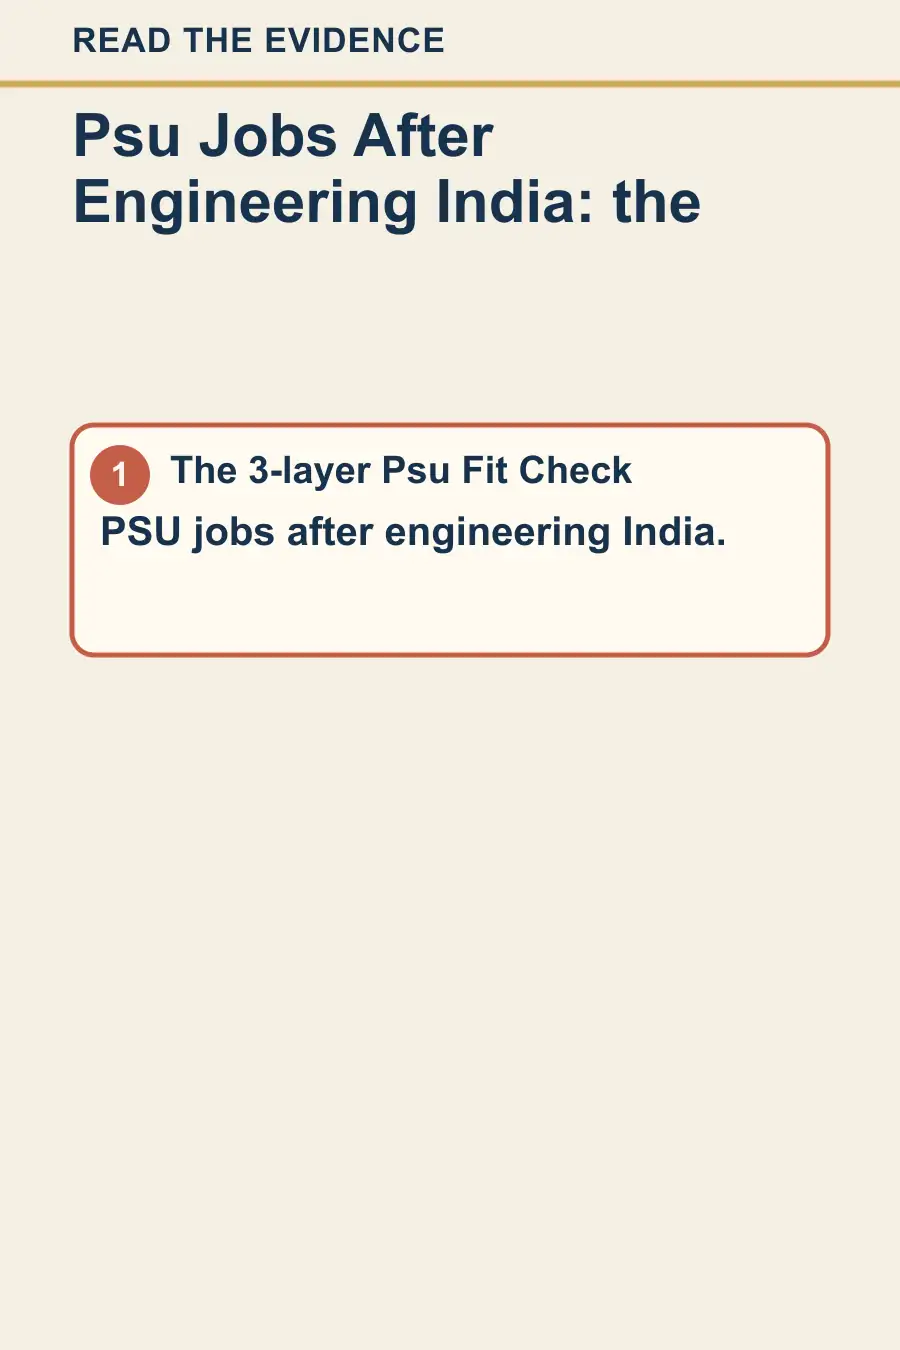 READ THE EVIDENCE
Psu Jobs After
Engineering India: the
1 The 3-layer Psu Fit Check
PSU jobs after engineering India.